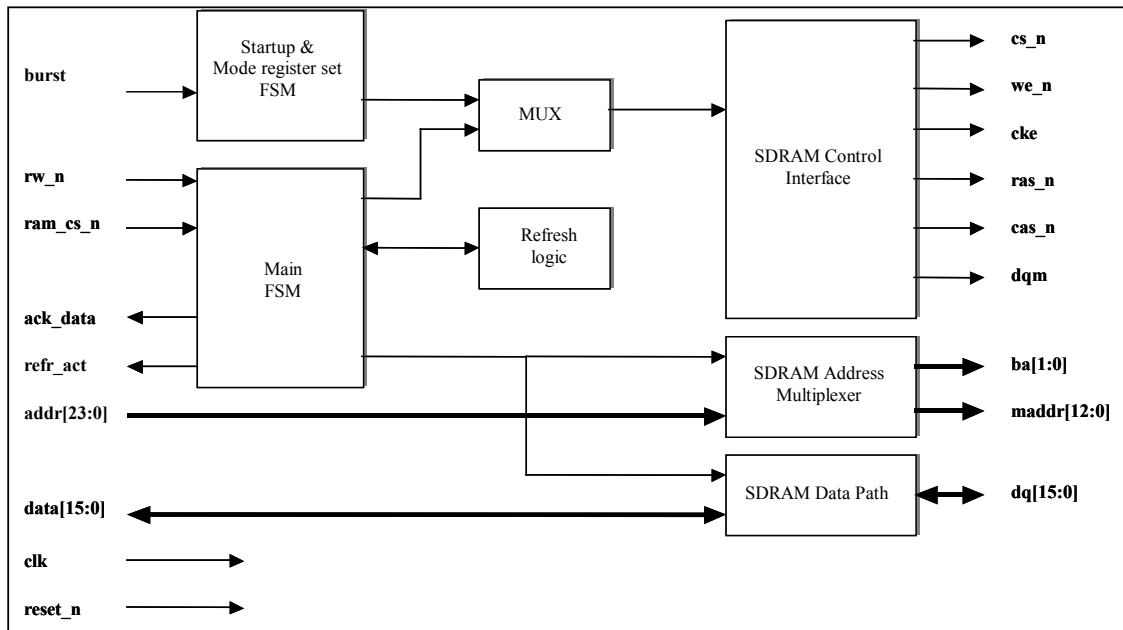 burst
rw_n
ram_cs_n
ack_data
refr_act
addr[23:0]
data[15:0]
clk
reset_n
Startup &
Mode register set
FSM
Main
FSM
MUX
Refresh
logic
SDRAM Control
Interface
SDRAM Address
Multiplexer
SDRAM Data Path
cs_n
we_n
cke
ras_n
cas_n
dqm
ba[1:0]
maddr[12:0]
dq[15:0]